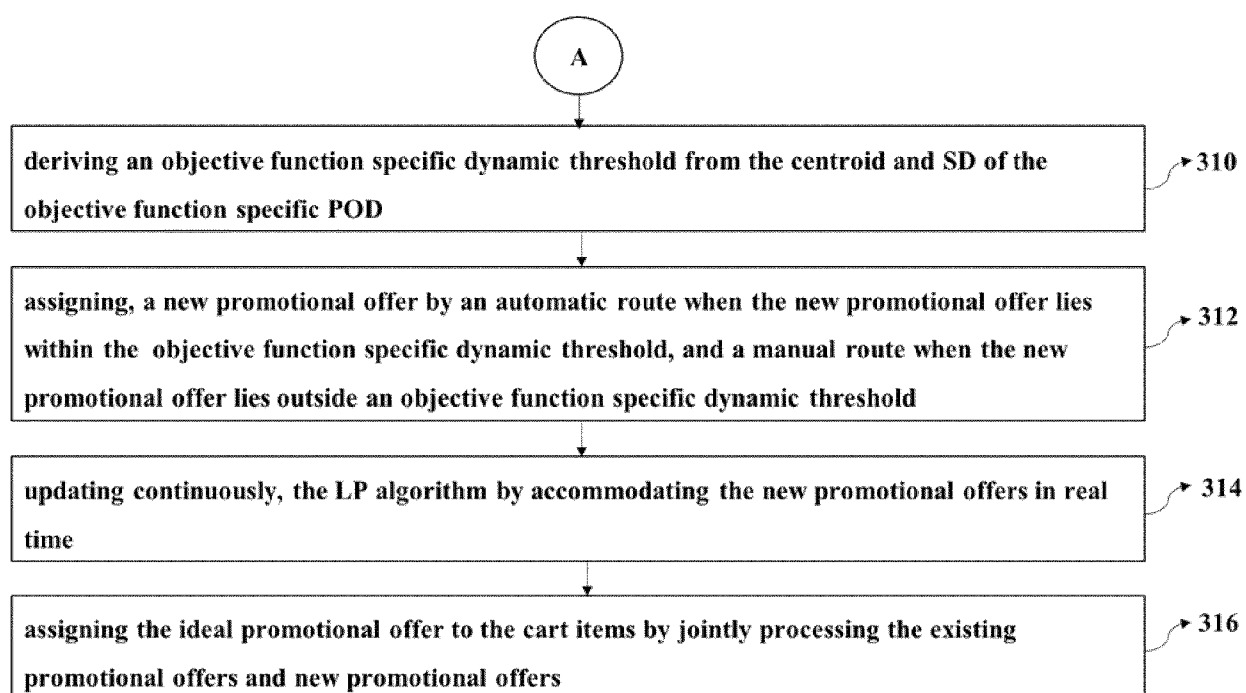 A
deriving an objective function specific dynamic threshold from the centroid and SD of the
objective function specific POD
310
assigning, a new promotional offer by an automatic route when the new promotional offer lies
within the objective function specific dynamic threshold, and a manual route when the new
promotional offer lies outside an objective function specific dynamic threshold
312
updating continuously, the LP algorithm by accommodating the new promotional offers in real
time
314
assigning the ideal promotional offer to the cart items by jointly processing the existing
promotional offers and new promotional offers
316